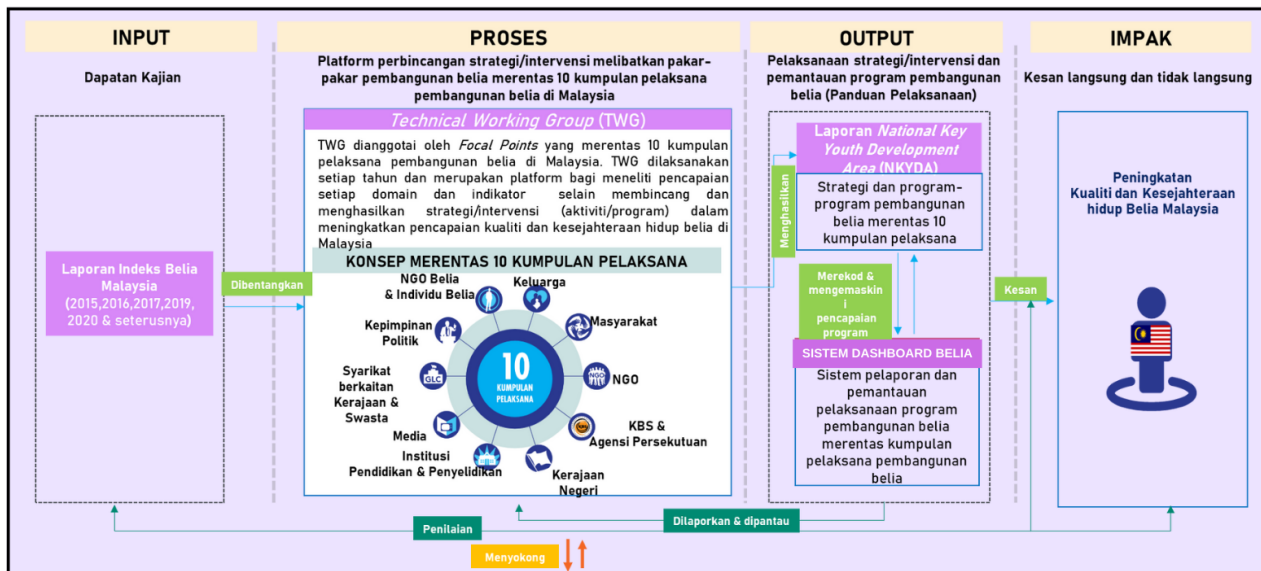 INPUT
Dapatan Kajian
Laporan Indeks Belia
Malaysia
(2015,2016,2017,2019,
2020 & seterusnya)
Dibentangkan
PROSES
Platform perbincangan strategi/intervensi melibatkan pakar-
pakar pembangunan belia merentas 10 kumpulan pelaksana
pembangunan belia di Malaysia
Technical Working Group (TWG)
TWG dianggotai oleh Focal Points yang merentas 10 kumpulan
pelaksana pembangunan belia di Malaysia. TWG dilaksanakan
setiap tahun dan merupakan platform bagi meneliti pencapaian
setiap domain dan indikator selain membincang dan
menghasilkan strategi/intervensi (aktiviti/program) dalam
meningkatkan pencapaian kualiti dan kesejahteraan hidup belia di
Malaysia
KONSEP MERENTAS 10 KUMPULAN PELAKSANA
NGO Belia
& Individu Belia
Keluarga
Masyarakat
NGO
NGO
KBS &
Agensi Persekutuan
Kerajaan
Negeri
Institusi
Pendidikan & Penyelidikan
Media
Syarikat
berkaitan
Kerajaan &
Swasta
GLC
Kepimpinan
Politik
10
KUMPULAN
PELAKSANA
Menghasilkan
OUTPUT
Pelaksanaan strategi/intervensi dan
pemantauan program pembangunan
belia (Panduan Pelaksanaan)
Laporan National Key
Youth Development
Area (NKYDA)
Strategi dan program-
program pembangunan
belia merentas 10
kumpulan pelaksana
Merekod &
mengemaskin
i
pencapaian
program
SISTEM DASHBOARD BELIA
Sistem pelaporan dan
pemantauan
pelaksanaan program
pembangunan belia
merentas kumpulan
pelaksana pembangunan
belia
Kesan
IMPAK
Kesan langsung dan tidak langsung
Peningkatan
Kualiti dan Kesejahteraan
hidup Belia Malaysia
Dilaporkan & dipantau
Penilaian
Menyokong